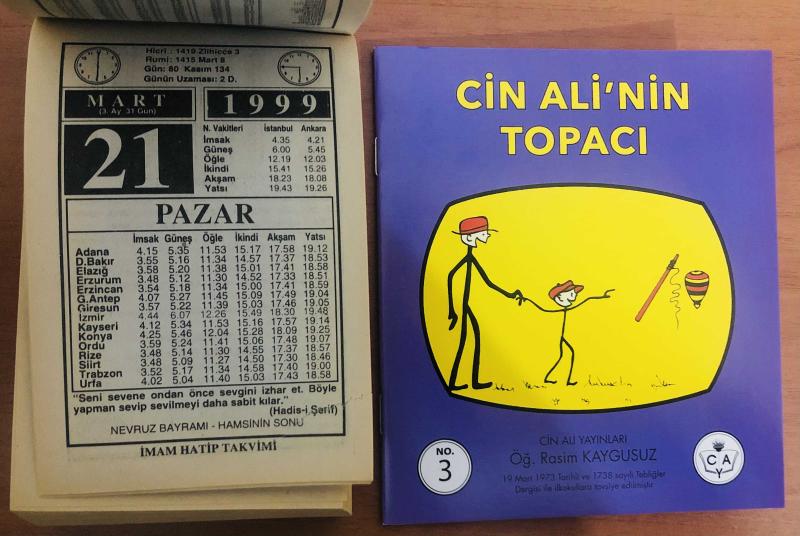 Hicri : 1419 Zilhicce 3
Rumi : 1415 Mart 8
Gün: 80 Kasım 134
Günün Uzaması: 2 D.
MART
(3. Ay 31 Gün)
1999
21
N. Vakitleri İstanbul Ankara
İmsak 4.35 4.21
Güneş 6.00 5.45
Öğle 12.19 12.03
İkindi 15.41 15.26
Akşam 18.23 18.08
Yatsı 19.43 19.26
PAZAR
İmsak Güneş Öğle İkindi Akşam Yatsı
Adana 4.15 5.35 11.53 15.17 17.58 19.12
D.Bakır 3.55 5.16 11.34 14.57 17.37 18.53
Elazığ 3.58 5.20 11.38 15.01 17.41 18.58
Erzurum 3.48 5.12 11.30 14.52 17.33 18.51
Erzincan 3.54 5.18 11.34 15.00 17.41 18.59
G.Antep 4.07 5.27 11.45 15.09 17.49 19.04
Giresun 3.57 5.22 11.39 15.03 17.46 19.05
İzmir 4.44 6.07 12.26 15.49 18.30 19.48
Kayseri 4.12 5.34 11.53 15.16 17.57 19.14
Konya 4.25 5.46 12.04 15.28 18.09 19.25
Ordu 3.59 5.24 11.41 15.06 17.48 19.07
Rize 3.48 5.14 11.30 14.55 17.37 18.57
Siirt 3.48 5.09 11.27 14.50 17.30 18.46
Trabzon 3.52 5.17 11.34 14.58 17.40 19.00
Urfa 4.02 5.04 11.40 15.03 17.43 18.58
"Seni sevene ondan önce sevgini izhar et. Böyle
yapman sevip sevilmeyi daha sabit kılar."
(Hadis-i Şerif)
NEVRUZ BAYRAMI - HAMSİNİN SONU
İMAM HATİP TAKVİMİ
CİN ALİ'NİN
TOPACI
NO.
3
CİN ALİ YAYINLARI
Öğ. Rasim KAYGUSUZ
19 Mart 1973 Tarihli ve 1738 sayılı Tebliğler
Dergisi ile ilkokullara tavsiye edilmiştir
C A
Y